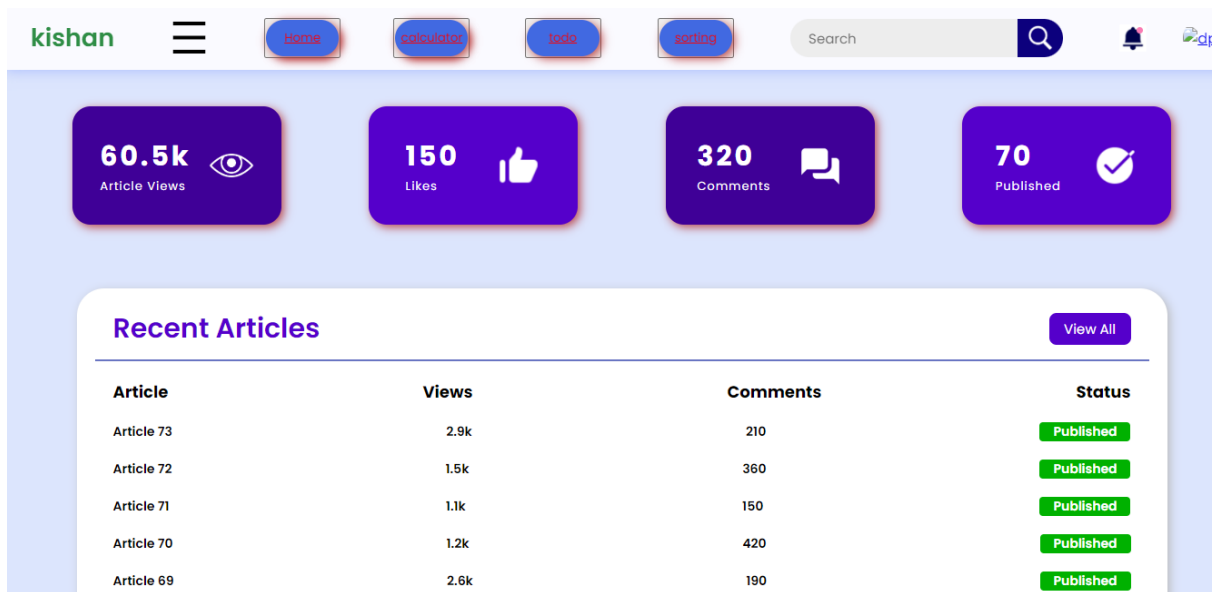 kishan Home calculator todo sorting Search
60.5k 150 320 70
Article Views Likes Comments Published
Recent Articles View All
Article Views Comments Status
Article 73 2.9k 210 Published
Article 72 1.5k 360 Published
Article 71 1.1k 150 Published
Article 70 1.2k 420 Published
Article 69 2.6k 190 Published